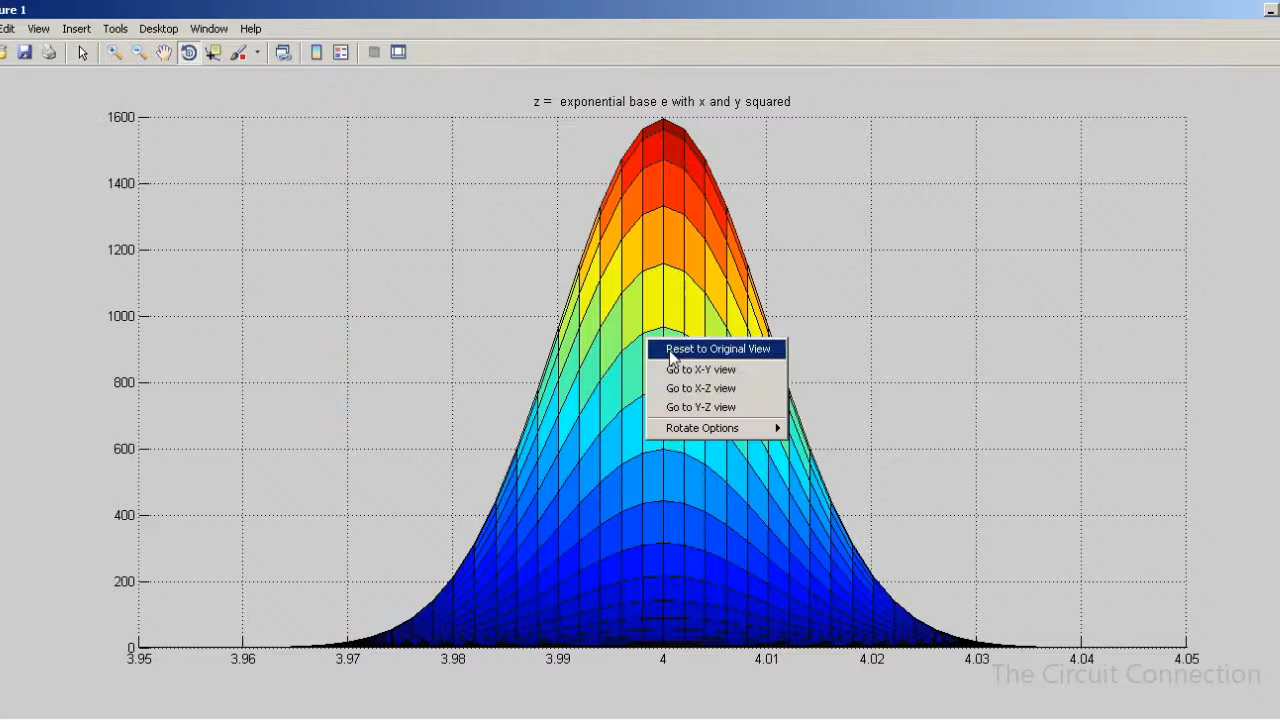 ure 1
Edit View Insert Tools Desktop Window Help
z = exponential base e with x and y squared
1600
1400
1200
1000
800
600
400
200
0
Reset to Original View
Go to X-Y view
Go to X-Z view
Go to Y-Z view
Rotate Options
3.95 3.96 3.97 3.98 3.99 4 4.01 4.02 4.03 4.04 4.05
The Circuit Connection